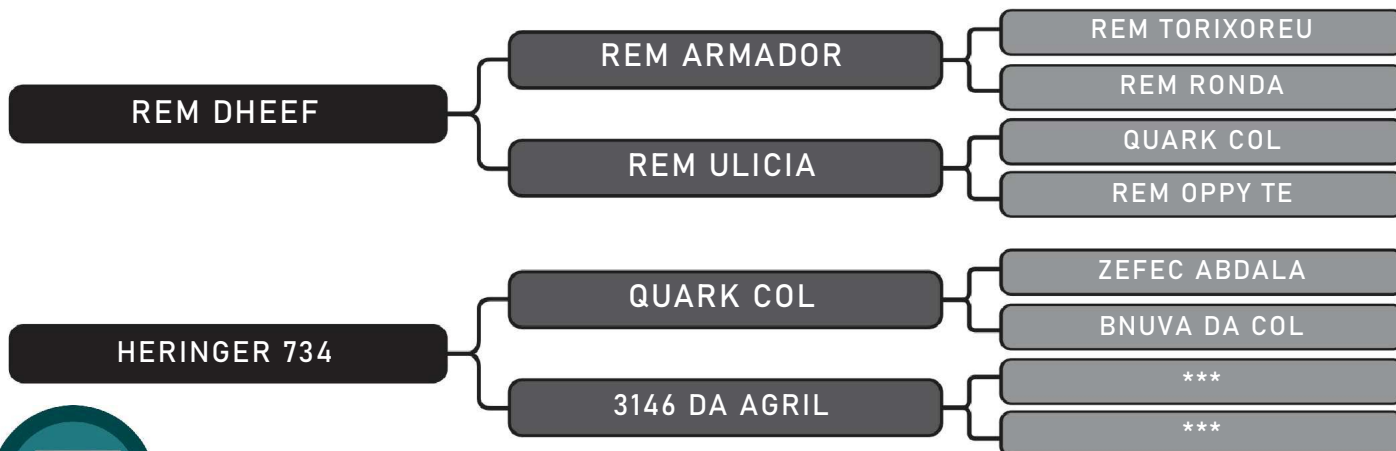 REM DHEEF
REM ARMADOR
REM TORIXOREU
REM RONDA
REM ULICIA
QUARK COL
REM OPPY TE
HERINGER 734
QUARK COL
ZEFEC ABDALA
BNUVA DA COL
3146 DA AGRIL
***
***